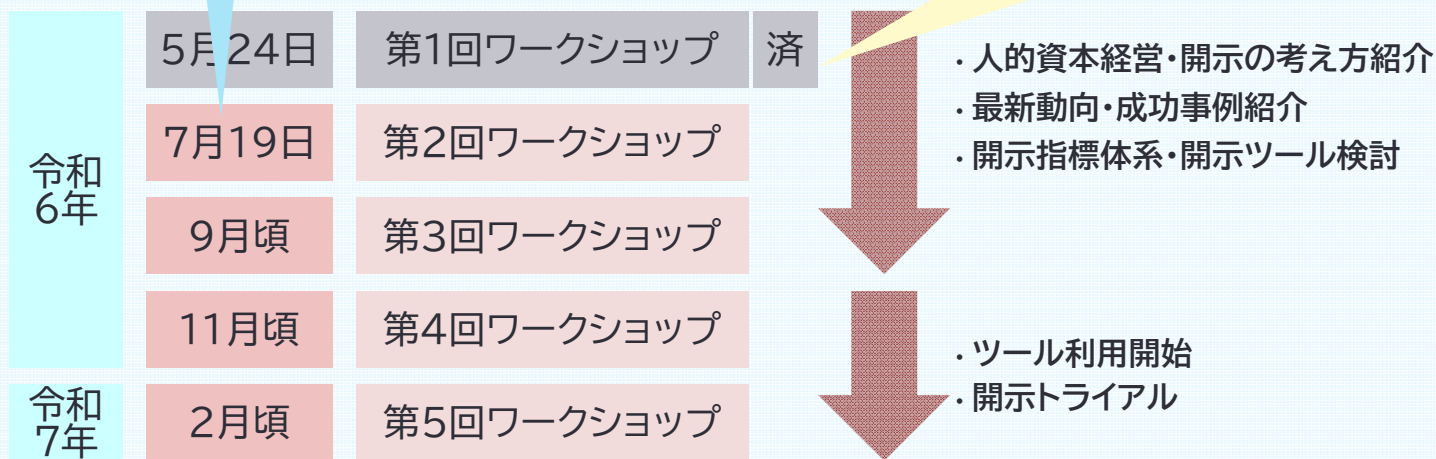 令和
6年
5月24日 第1回ワークショップ 済
7月19日 第2回ワークショップ
9月頃 第3回ワークショップ
・人的資本経営・開示の考え方紹介
・最新動向・成功事例紹介
・開示指標体系・開示ツール検討
11月頃 第4回ワークショップ
令和
7年
2月頃 第5回ワークショップ
・ツール利用開始
・開示トライアル